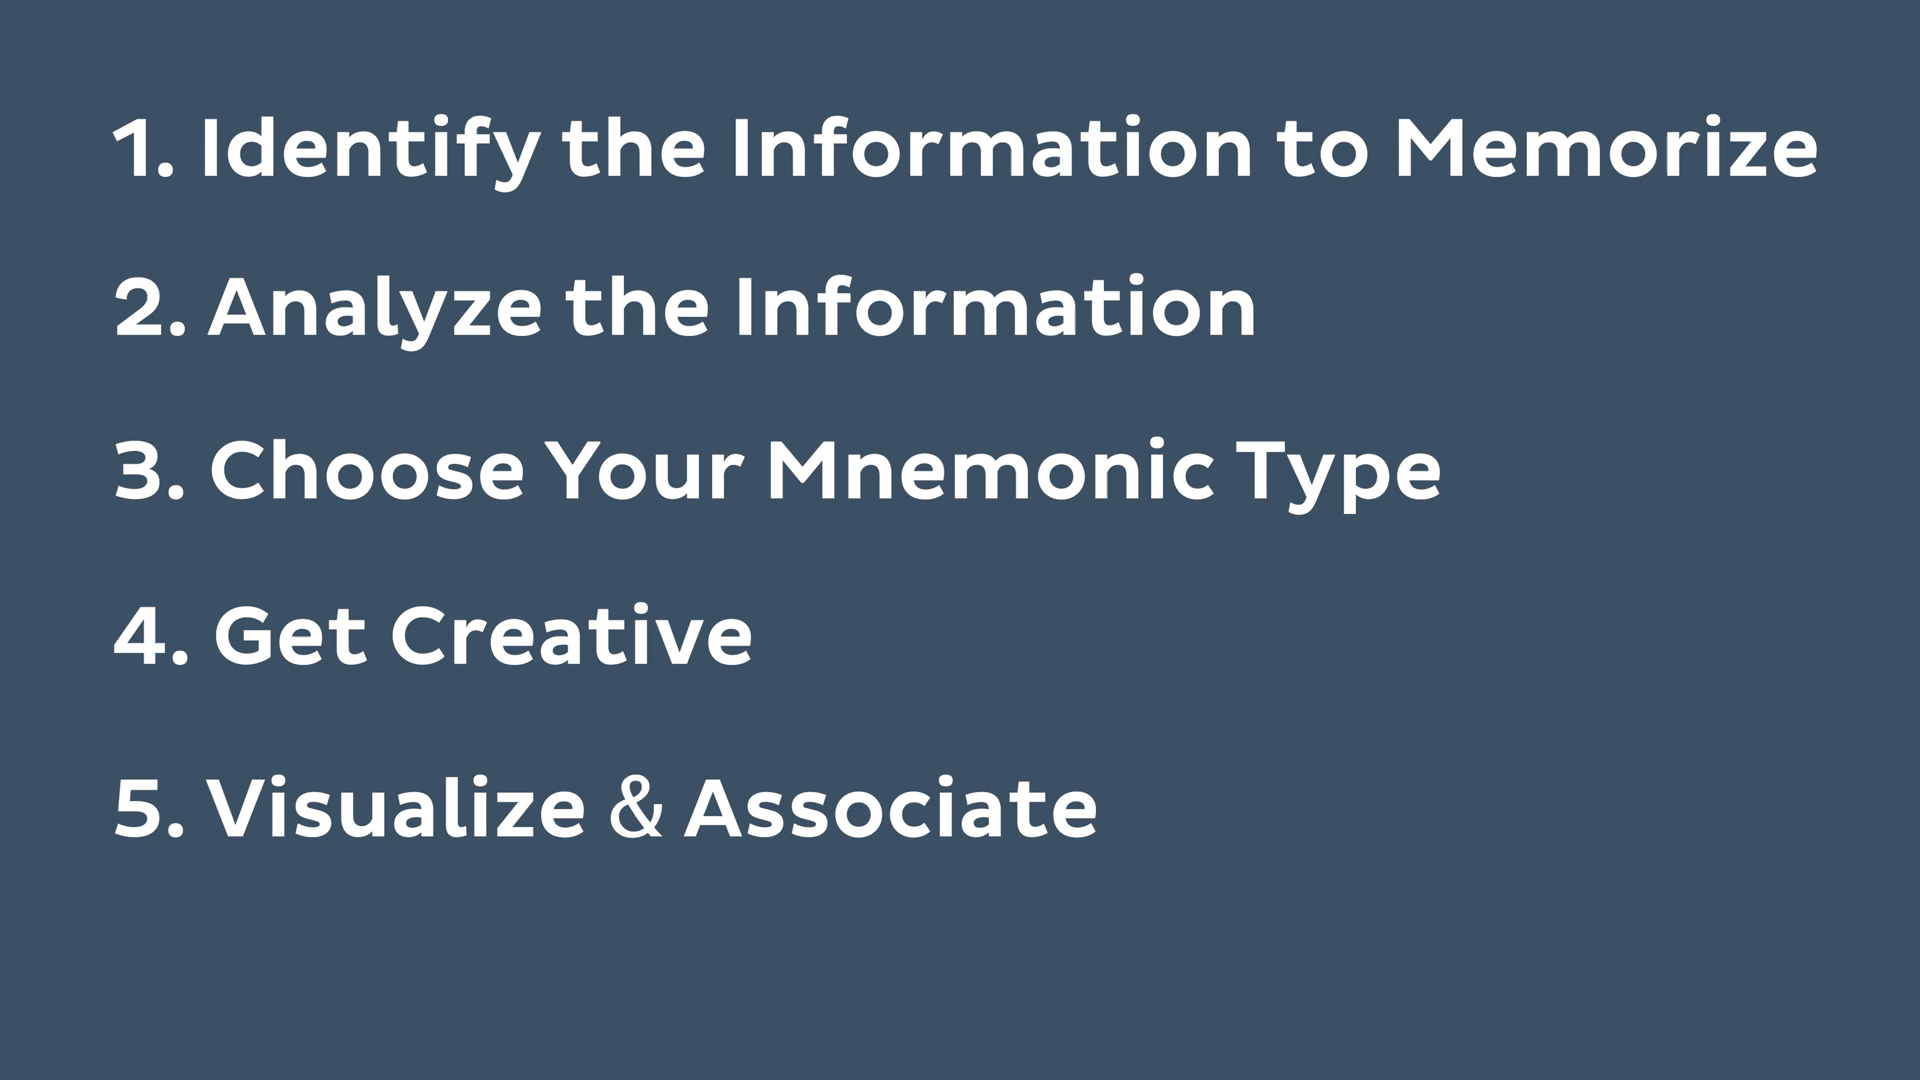 1. Identify the Information to Memorize
2. Analyze the Information
3. Choose Your Mnemonic Type
4. Get Creative
5. Visualize & Associate